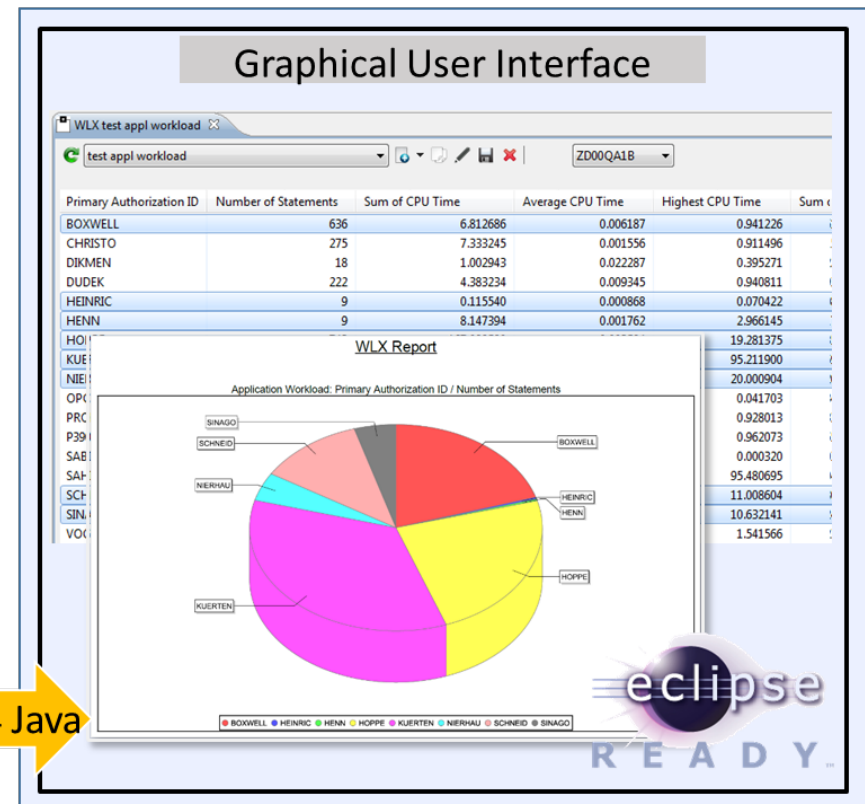 Graphical User Interface
WLX test appl workload
test appl workload ZD00QA1B
Primary Authorization ID Number of Statements Sum of CPU Time Average CPU Time Highest CPU Time Sum
BOXWELL 636 6.812686 0.006187 0.941226
CHRISTO 275 7.333245 0.001556 0.911496
DIKMEN 18 1.002943 0.022287 0.395271
DUDEK 222 4.383234 0.009345 0.940811
HEINRIC 9 0.115540 0.000868 0.070422
HENN 9 8.147394 0.001762 2.966145
19.281375
95.211900
20.000904
0.041703
0.928013
0.962073
0.000320
95.480695
11.008604
10.632141
1.541566
WLX Report
Application Workload: Primary Authorization ID / Number of Statements
SINAGO
BOXWELL
SCHNEID
NIERHAU
HEINRIC
HENN
HOPPE
KUERTEN
BOXWELL HEINRIC HENN HOPPE KUERTEN NIERHAU SCHNEID SINAGO
Java
eclipse
READY